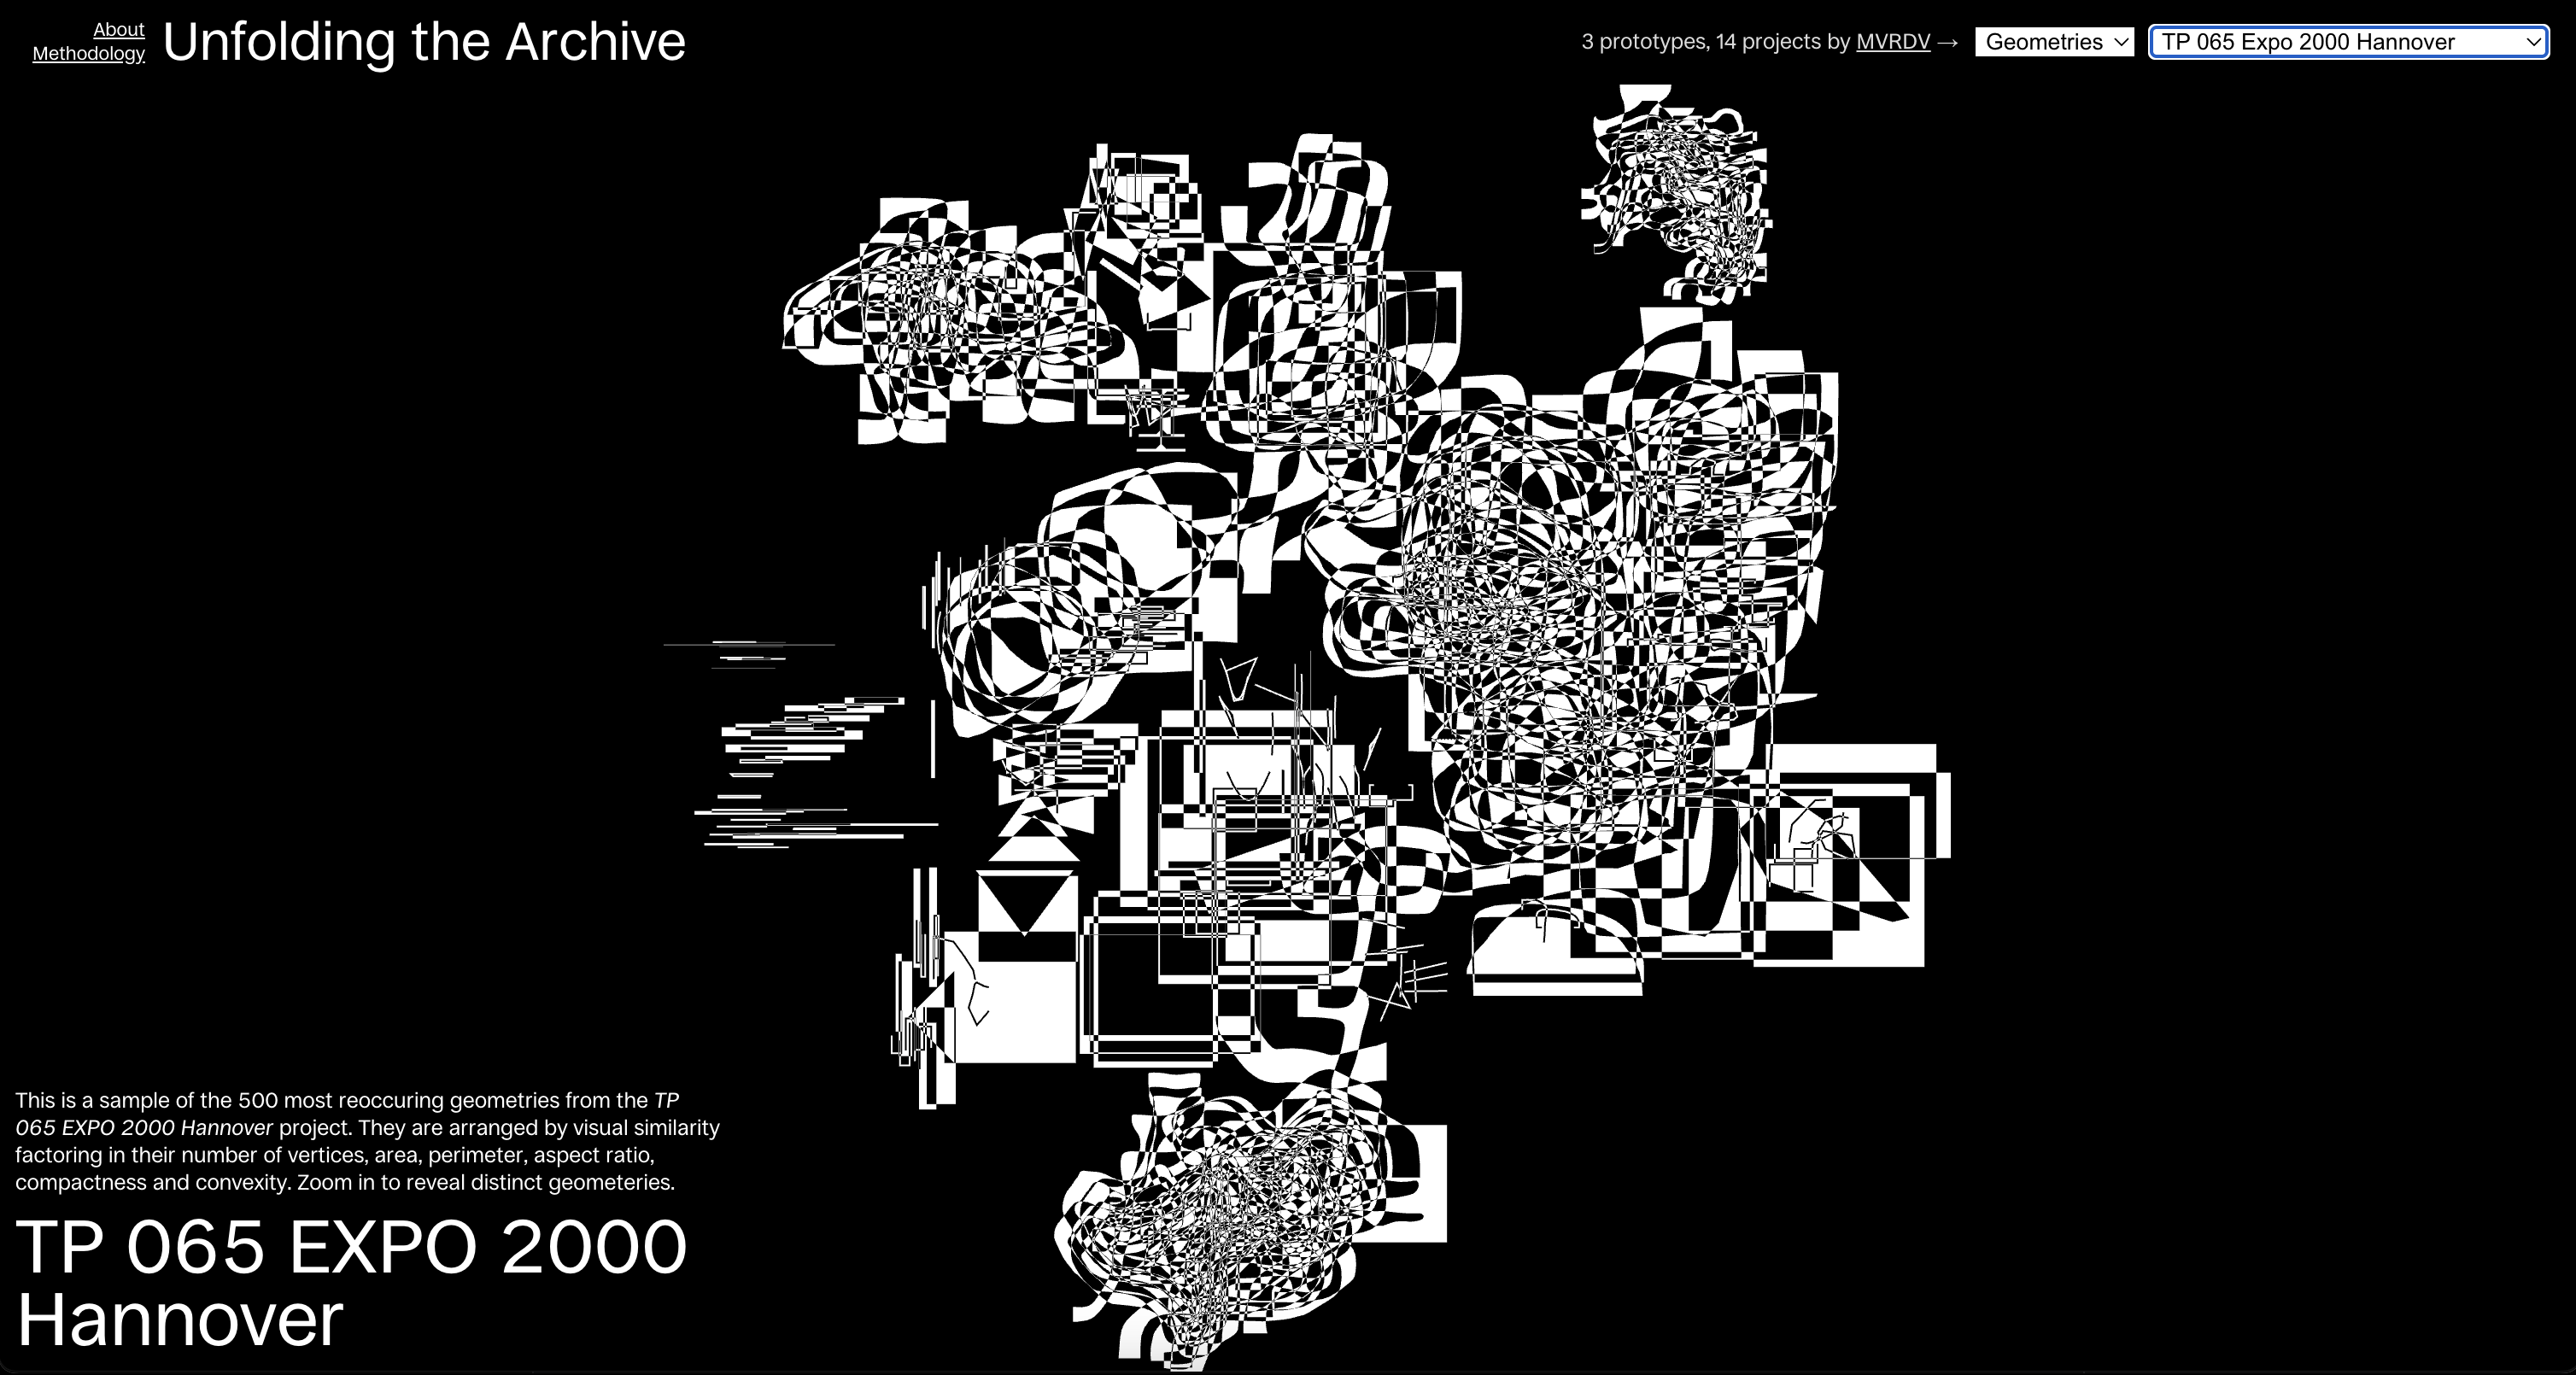 About
Methodology
Unfolding the Archive
3 prototypes, 14 projects by MVRDV →
Geometries
TP 065 Expo 2000 Hannover
This is a sample of the 500 most reoccuring geometries from the TP
065 EXPO 2000 Hannover project. They are arranged by visual similarity
factoring in their number of vertices, area, perimeter, aspect ratio,
compactness and convexity. Zoom in to reveal distinct geometeries.
TP 065 EXPO 2000
Hannover